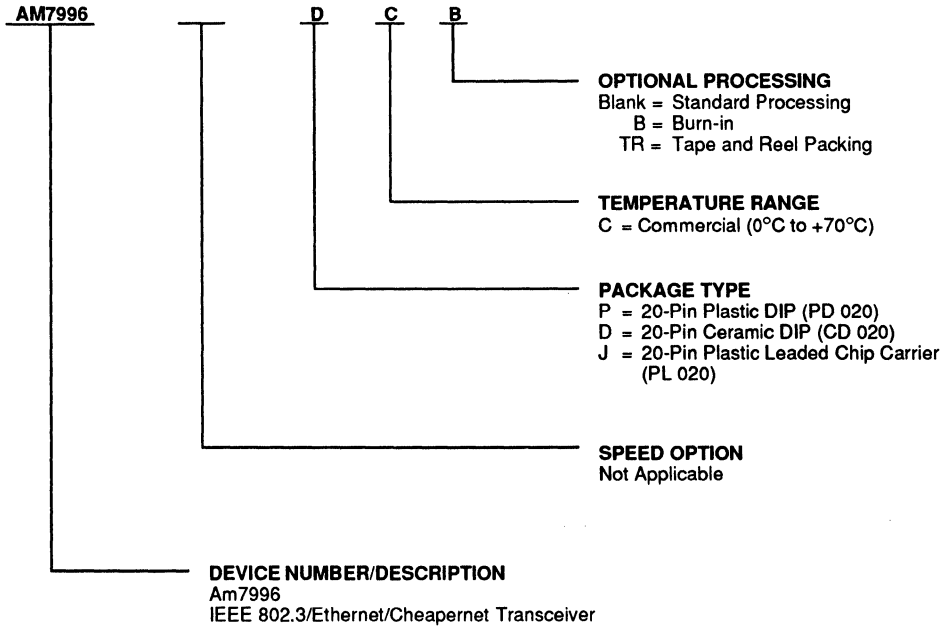 AM7996 D C B
OPTIONAL PROCESSING
Blank = Standard Processing
B = Burn-in
TR = Tape and Reel Packing
TEMPERATURE RANGE
C = Commercial (0°C to +70°C)
PACKAGE TYPE
P = 20-Pin Plastic DIP (PD 020)
D = 20-Pin Ceramic DIP (CD 020)
J = 20-Pin Plastic Leaded Chip Carrier
(PL 020)
SPEED OPTION
Not Applicable
DEVICE NUMBER/DESCRIPTION
Am7996
IEEE 802.3/Ethernet/Cheapernet Transceiver